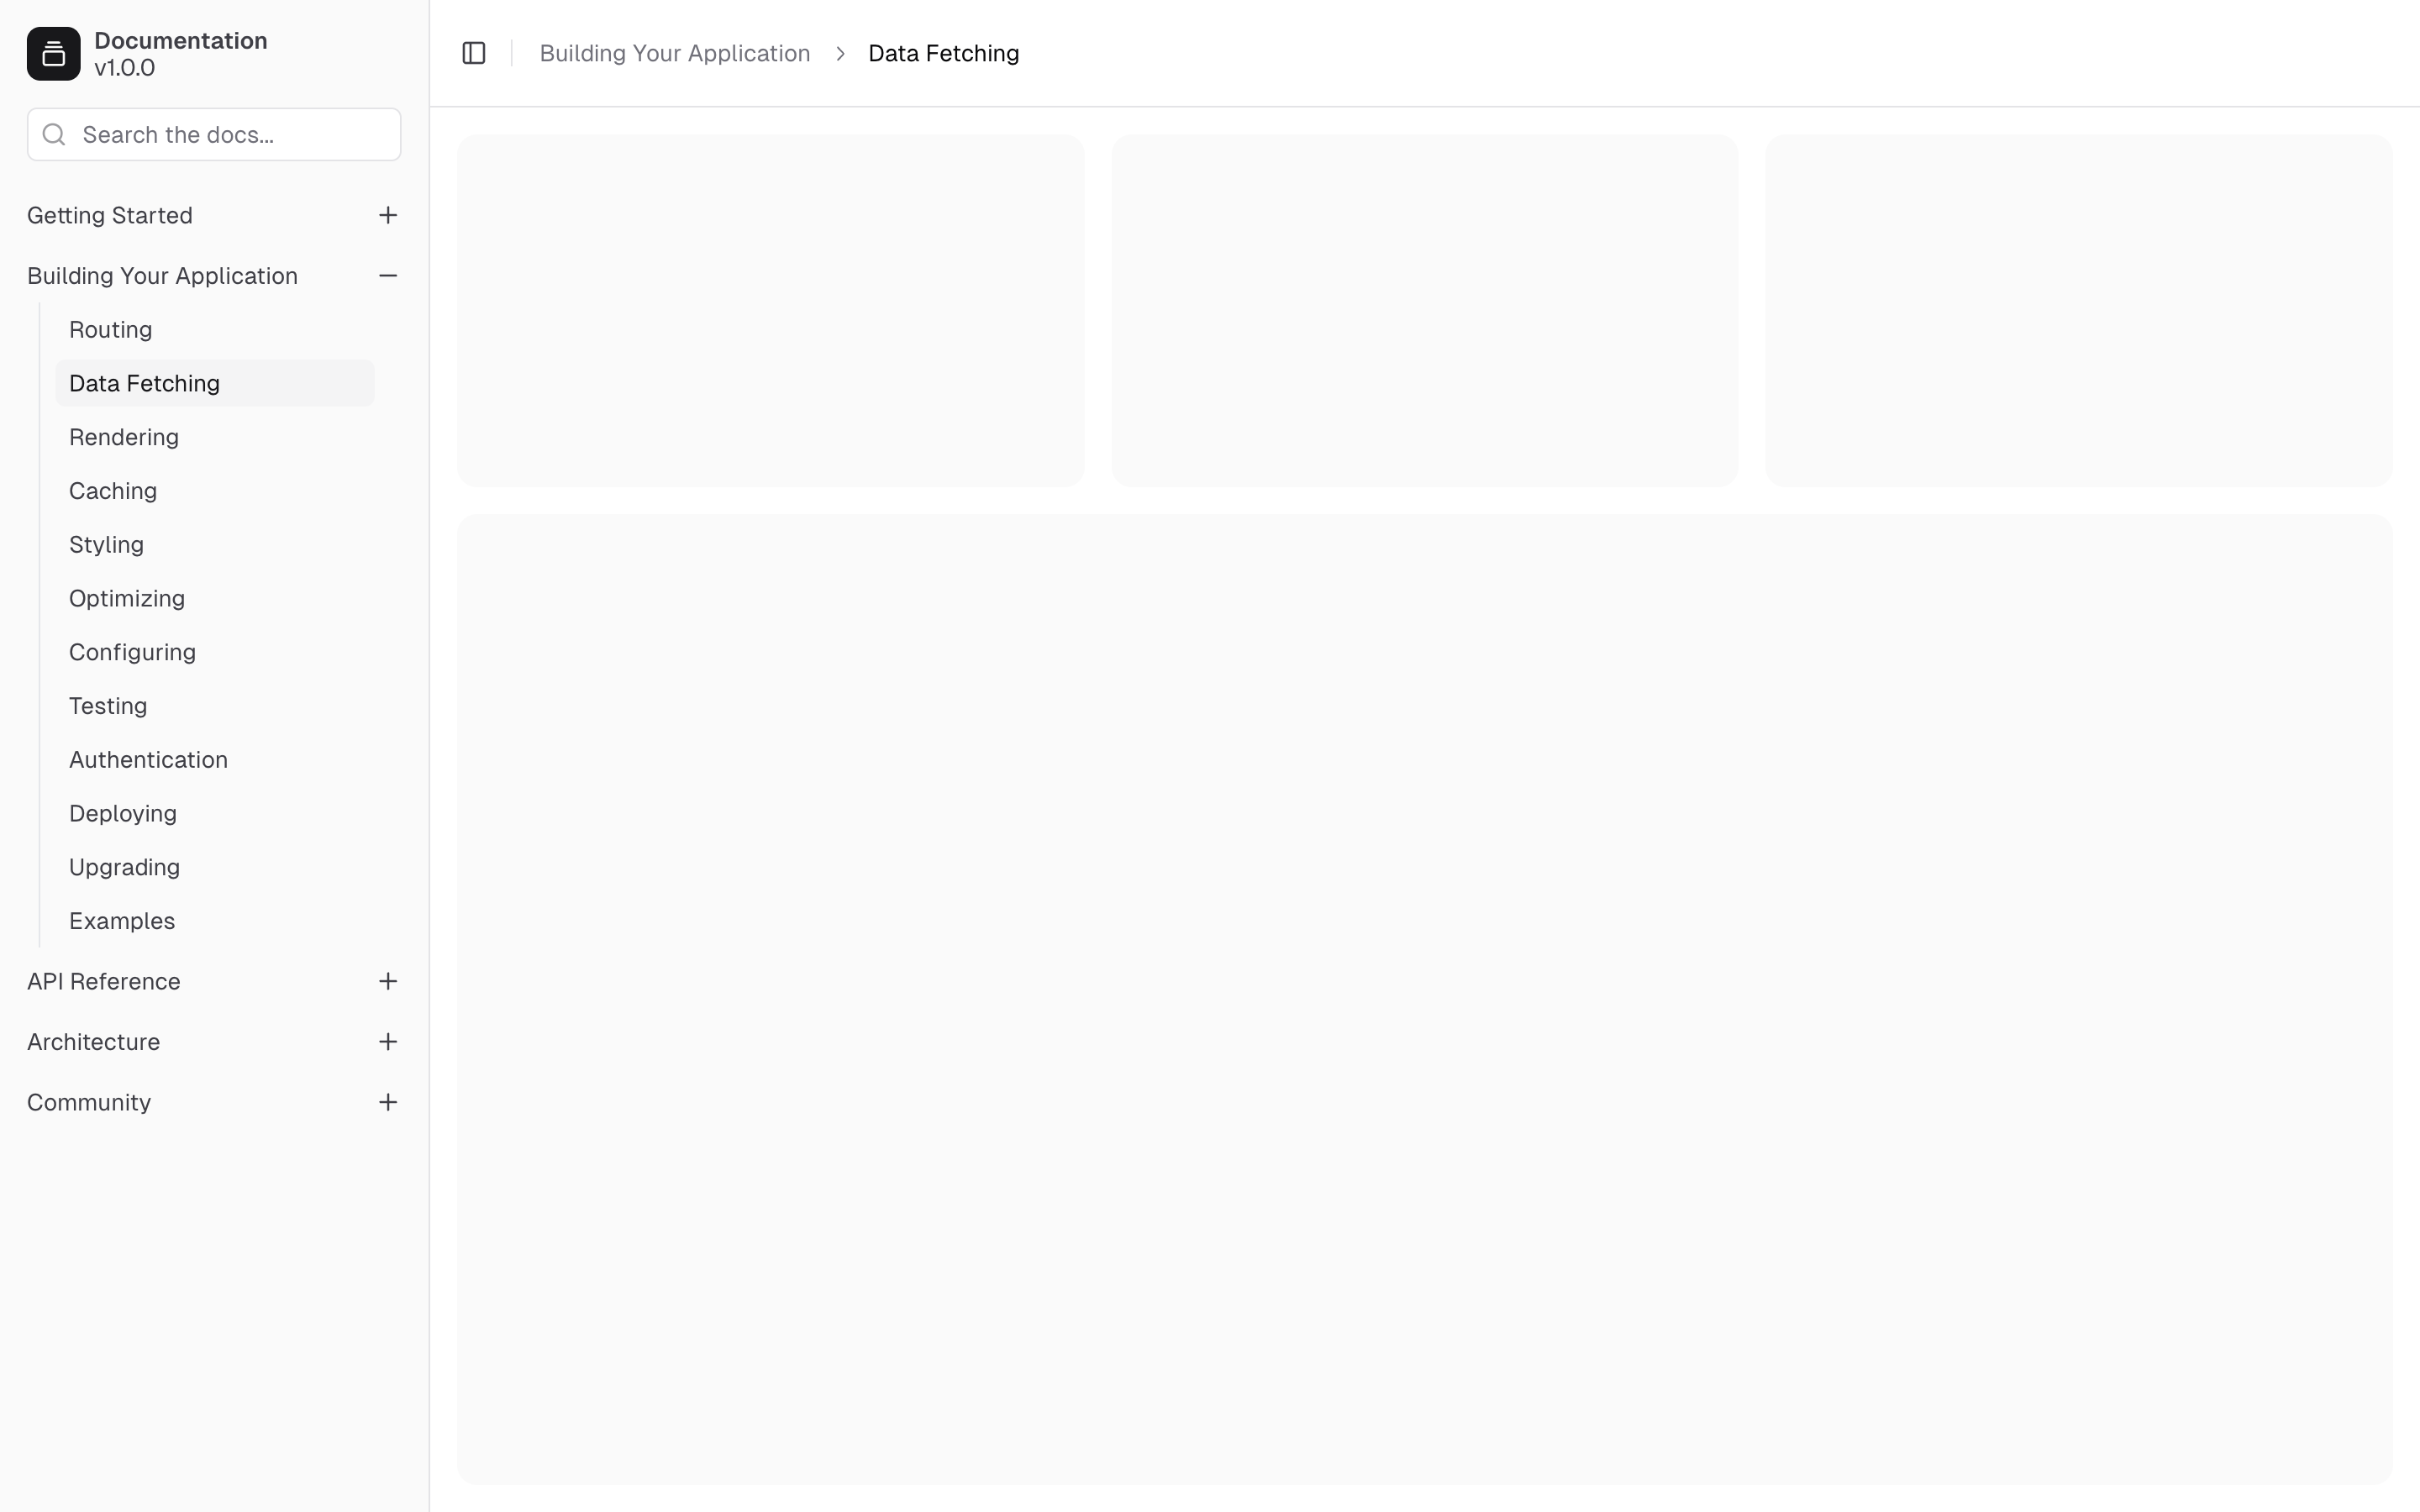 Documentation
v1.0.0
Search the docs...
Getting Started
Building Your Application
Routing
Data Fetching
Rendering
Caching
Styling
Optimizing
Configuring
Testing
Authentication
Deploying
Upgrading
Examples
API Reference
Architecture
Community
Building Your Application > Data Fetching